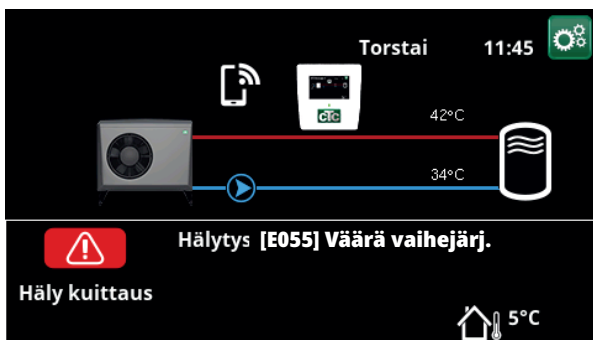 Torstai 11:45
CTC
42°C
34°C
Hälytys [E055] Väärä vaihejärj.
Häly kuittaus
5°C